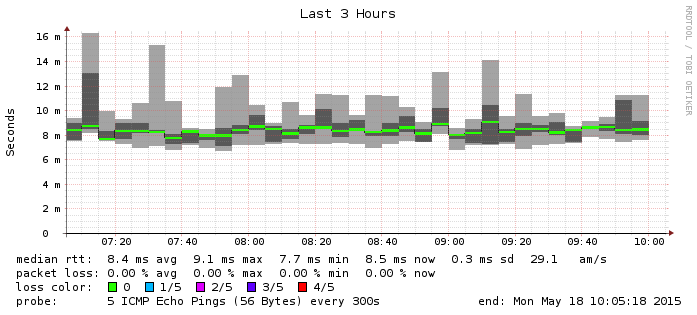 Last 3 Hours
RRDTOOL / TOBI OETIKER
Seconds
16 m
14 m
12 m
10 m
8 m
6 m
4 m
2 m
0
07:20 07:40 08:00 08:20 08:40 09:00 09:20 09:40 10:00
median rtt: 8.4 ms avg 9.1 ms max 7.7 ms min 8.5 ms now 0.3 ms sd 29.1 am/s
packet loss: 0.00 % avg 0.00 % max 0.00 % min 0.00 % now
loss color: 0 1/5 2/5 3/5 4/5
probe: 5 ICMP Echo Pings (56 Bytes) every 300s end: Mon May 18 10:05:18 2015